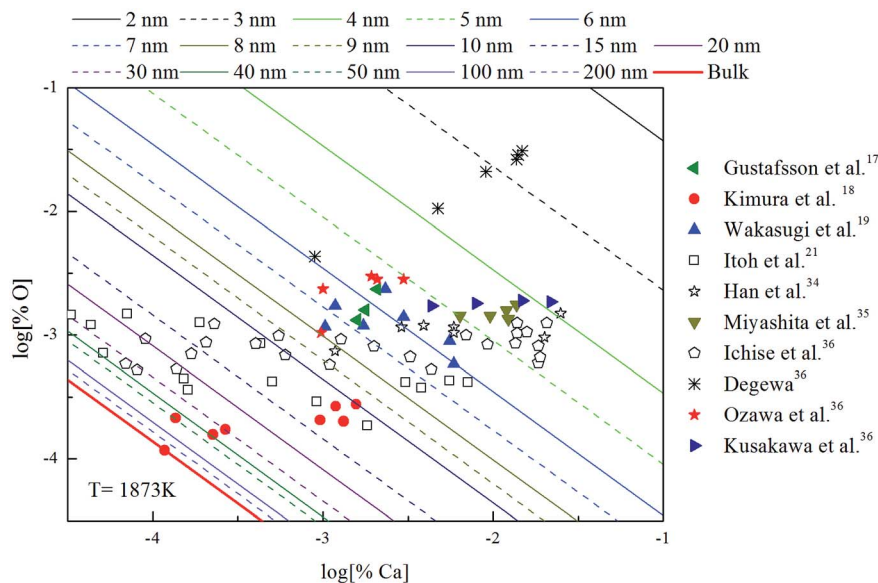 2 nm 3 nm 4 nm 5 nm 6 nm
7 nm 8 nm 9 nm 10 nm 15 nm 20 nm
30 nm 40 nm 50 nm 100 nm 200 nm Bulk
-1
-2
-3
-4
log[% O]
T= 1873K
-4 -3 -2 -1
log[% Ca]
Gustafsson et al.17
Kimura et al. 18
Wakasugi et al.19
Itoh et al.21
Han et al.34
Miyashita et al.35
Ichise et al.36
Degewa36
Ozawa et al.36
Kusakawa et al.36